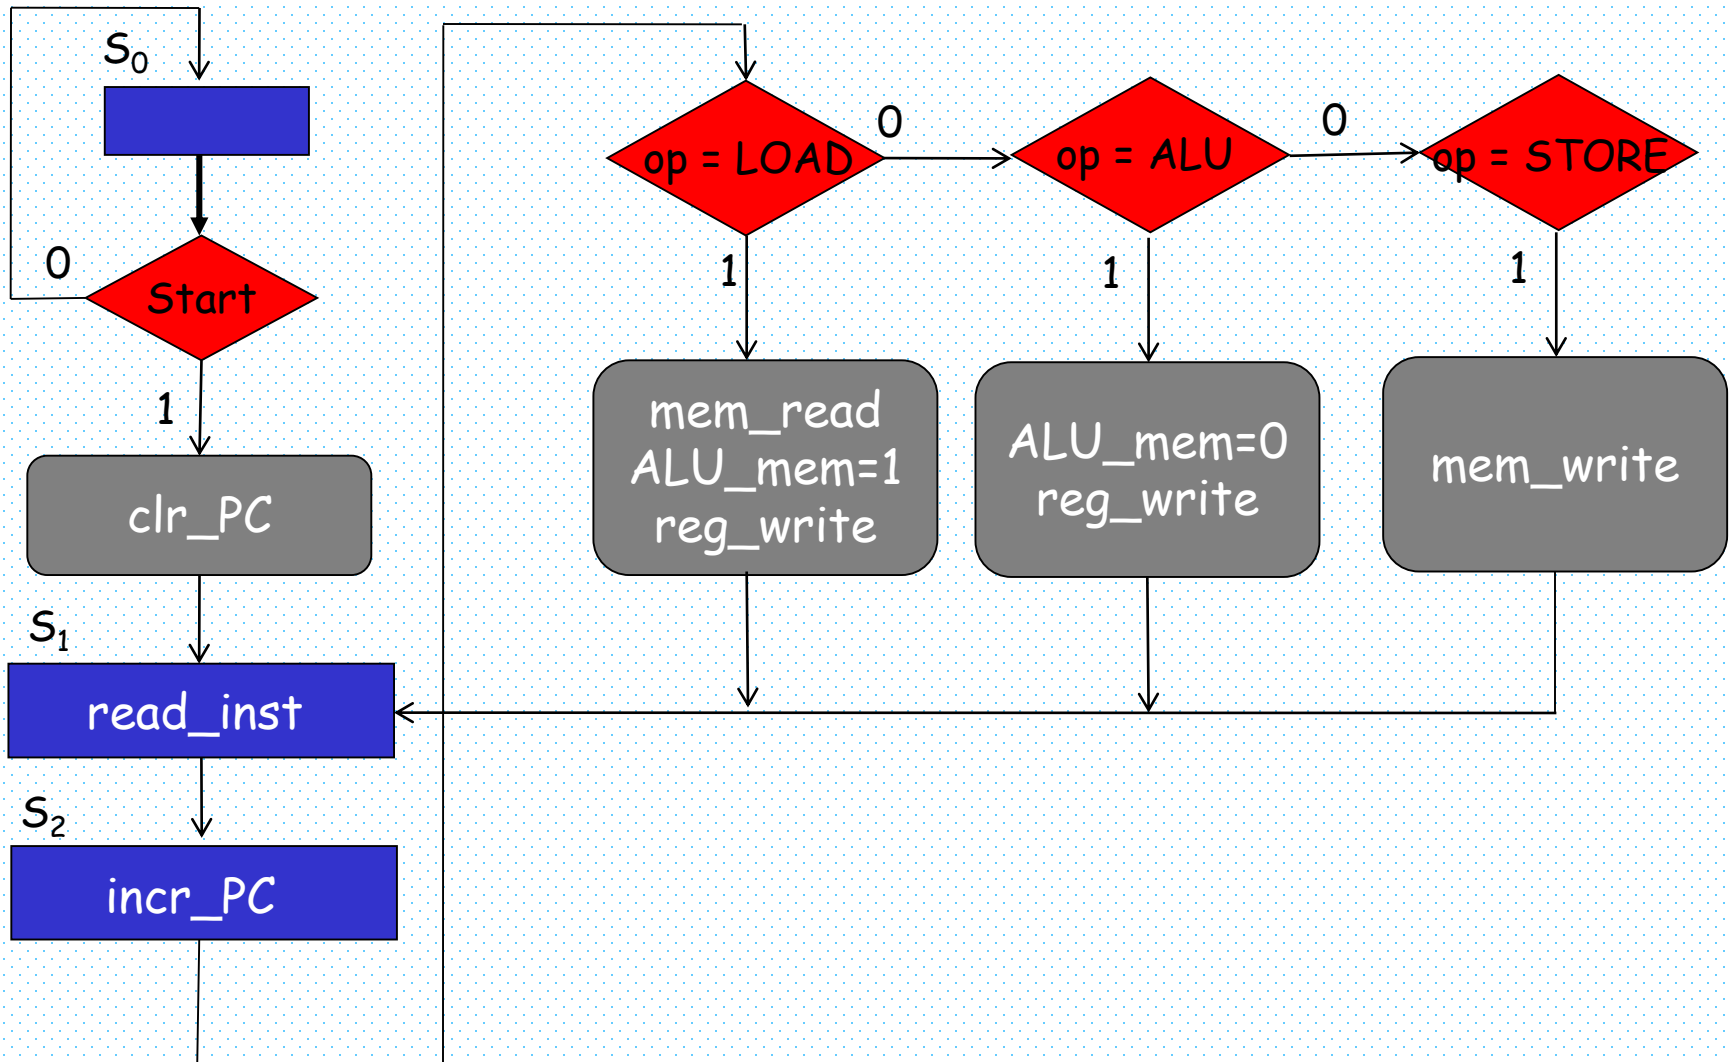 S₀
0
Start
1
clr_PC
S₁
read_inst
S₂
incr_PC
op = LOAD
0
op = ALU
0
op = STORE
1
1
1
mem_read
ALU_mem=1
reg_write
ALU_mem=0
reg_write
mem_write